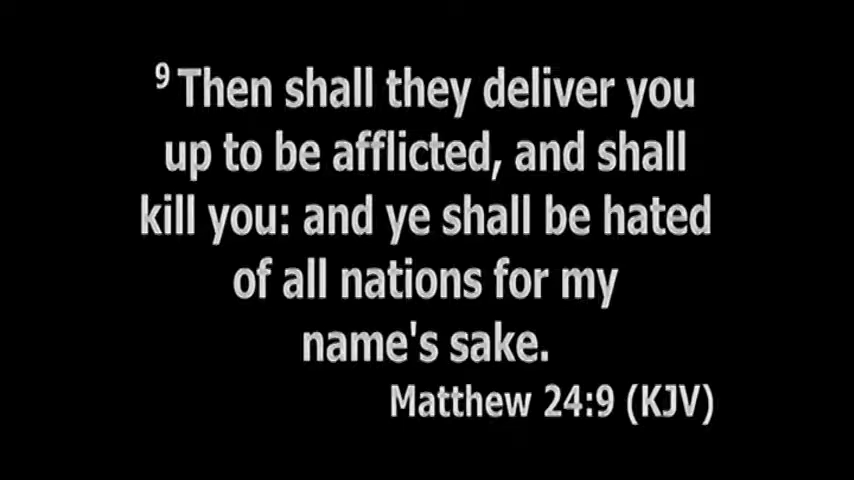 9 Then shall they deliver you
up to be afflicted, and shall
kill you: and ye shall be hated
of all nations for my
name's sake.
Matthew 24:9 (KJV)